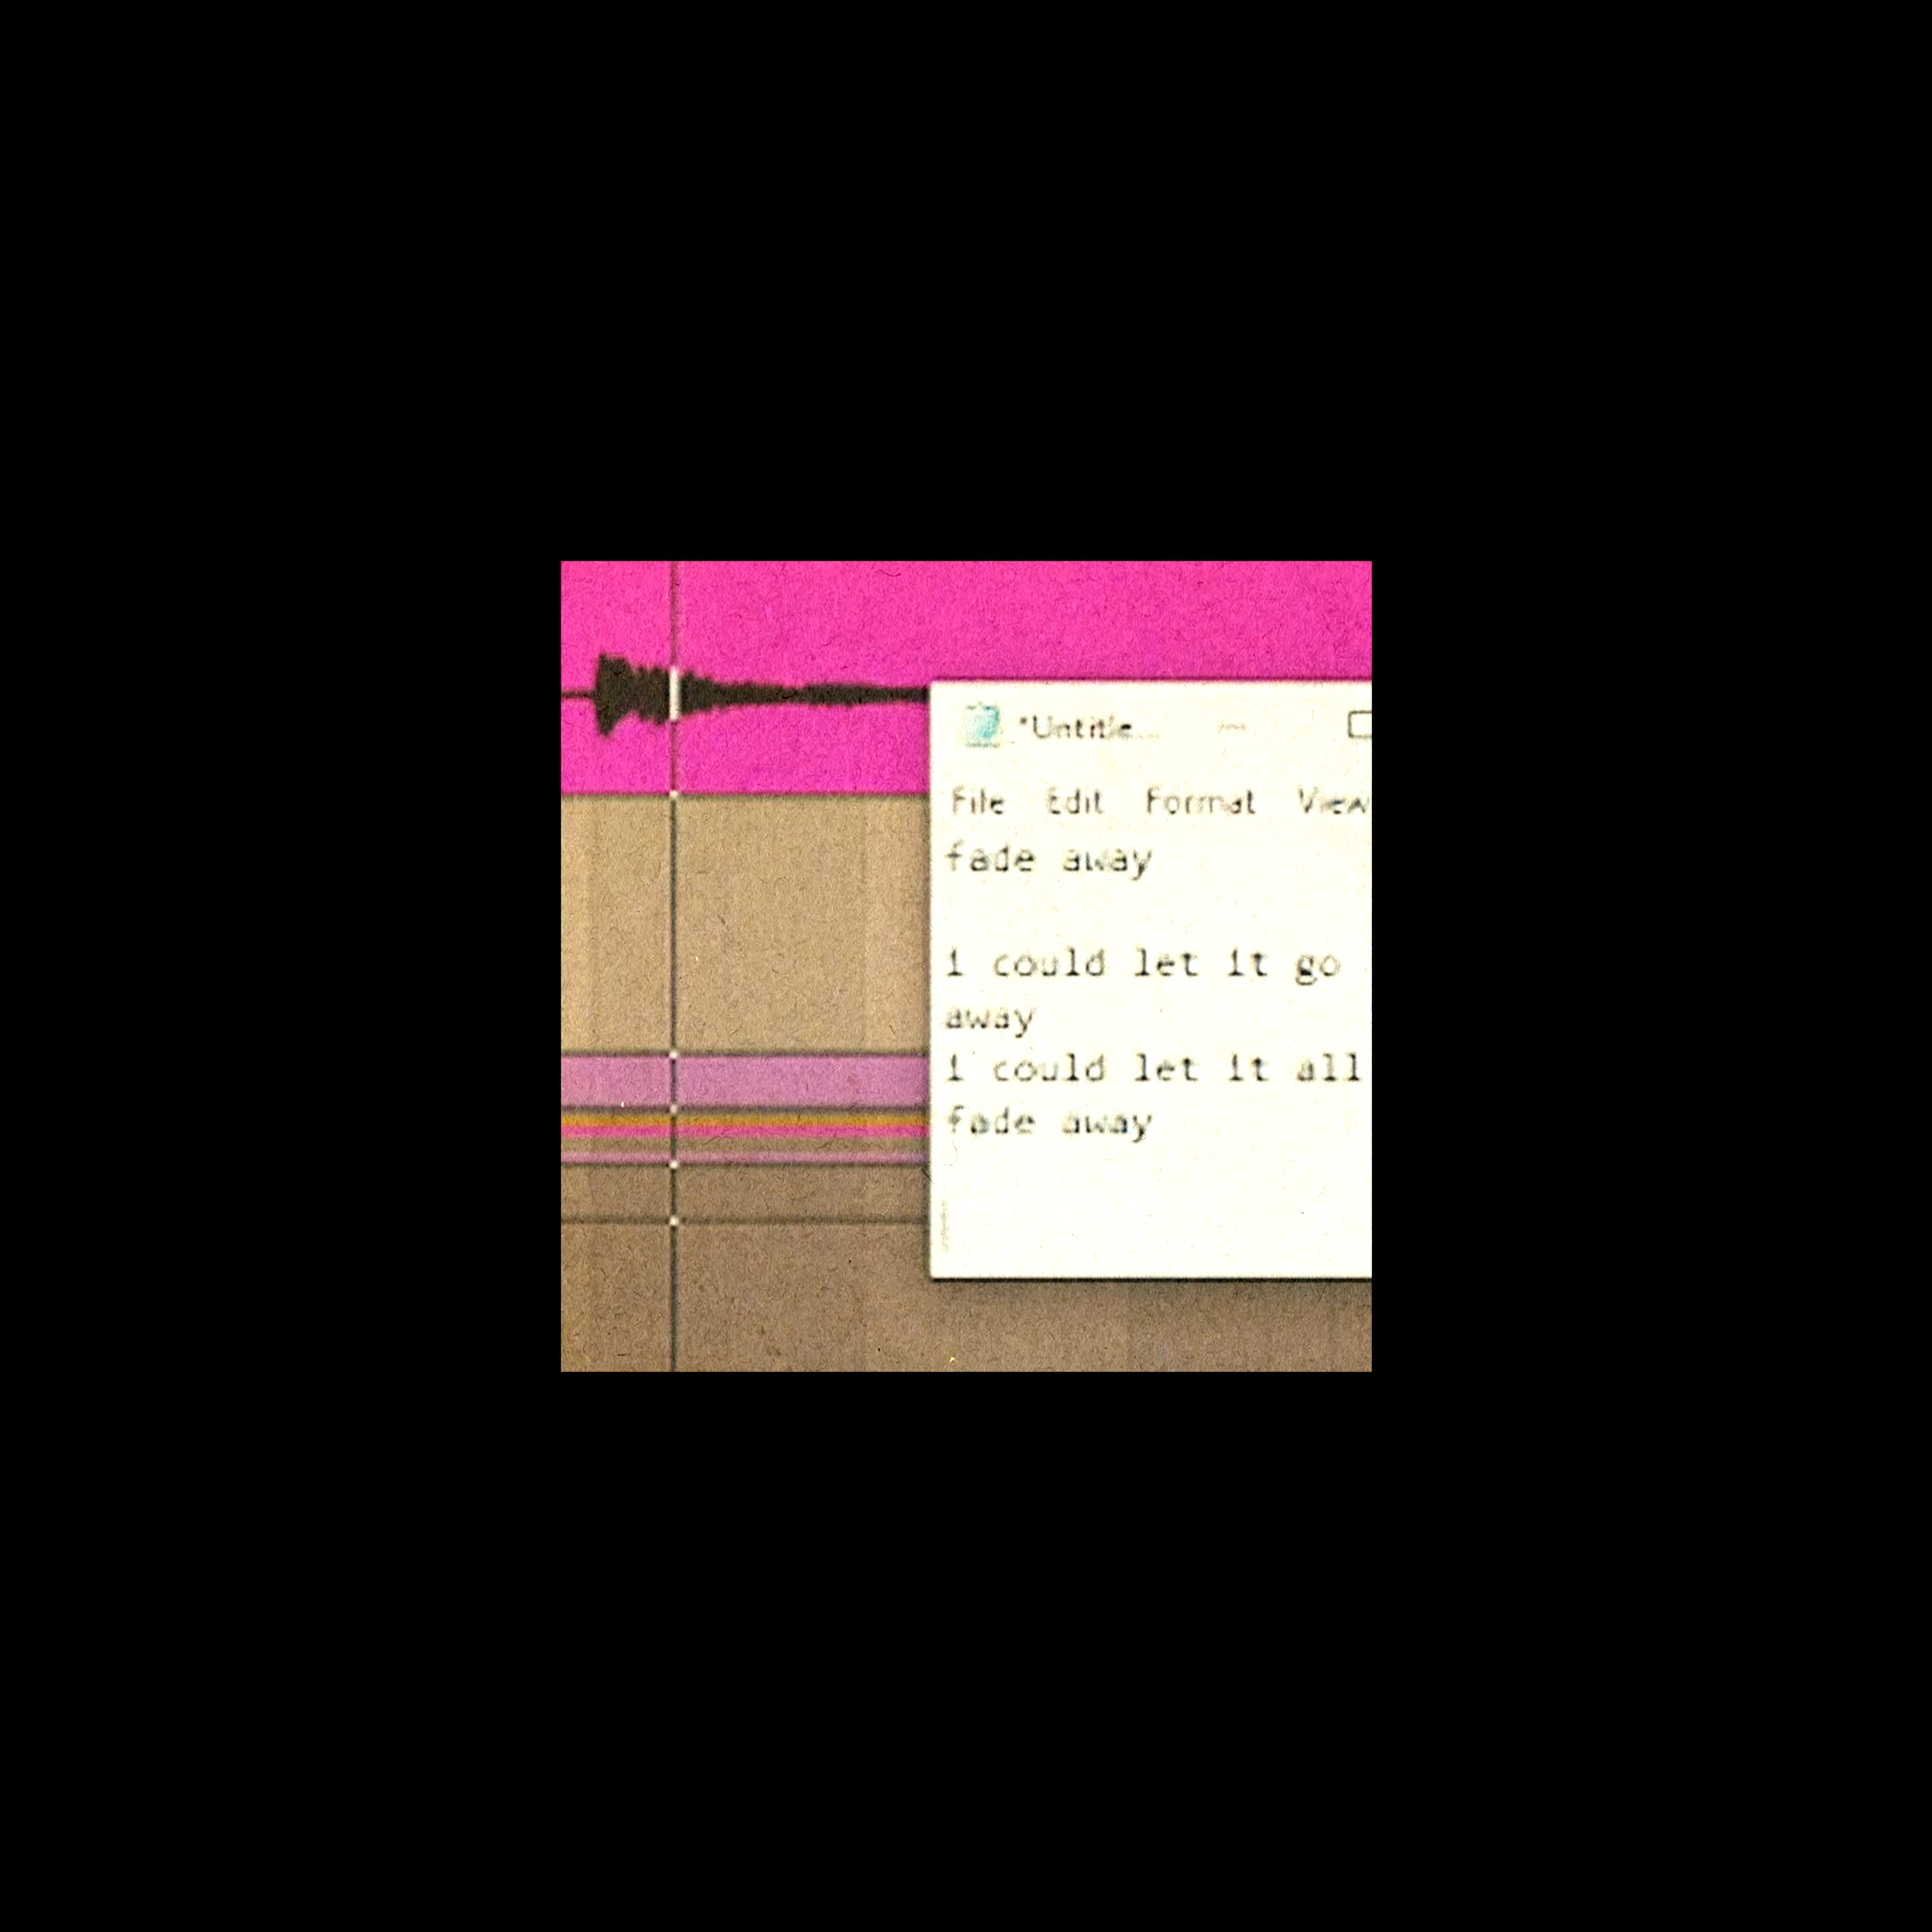 *Untitle...
File Edit Format View
fade away
i could let it go
away
i could let it all
fade away